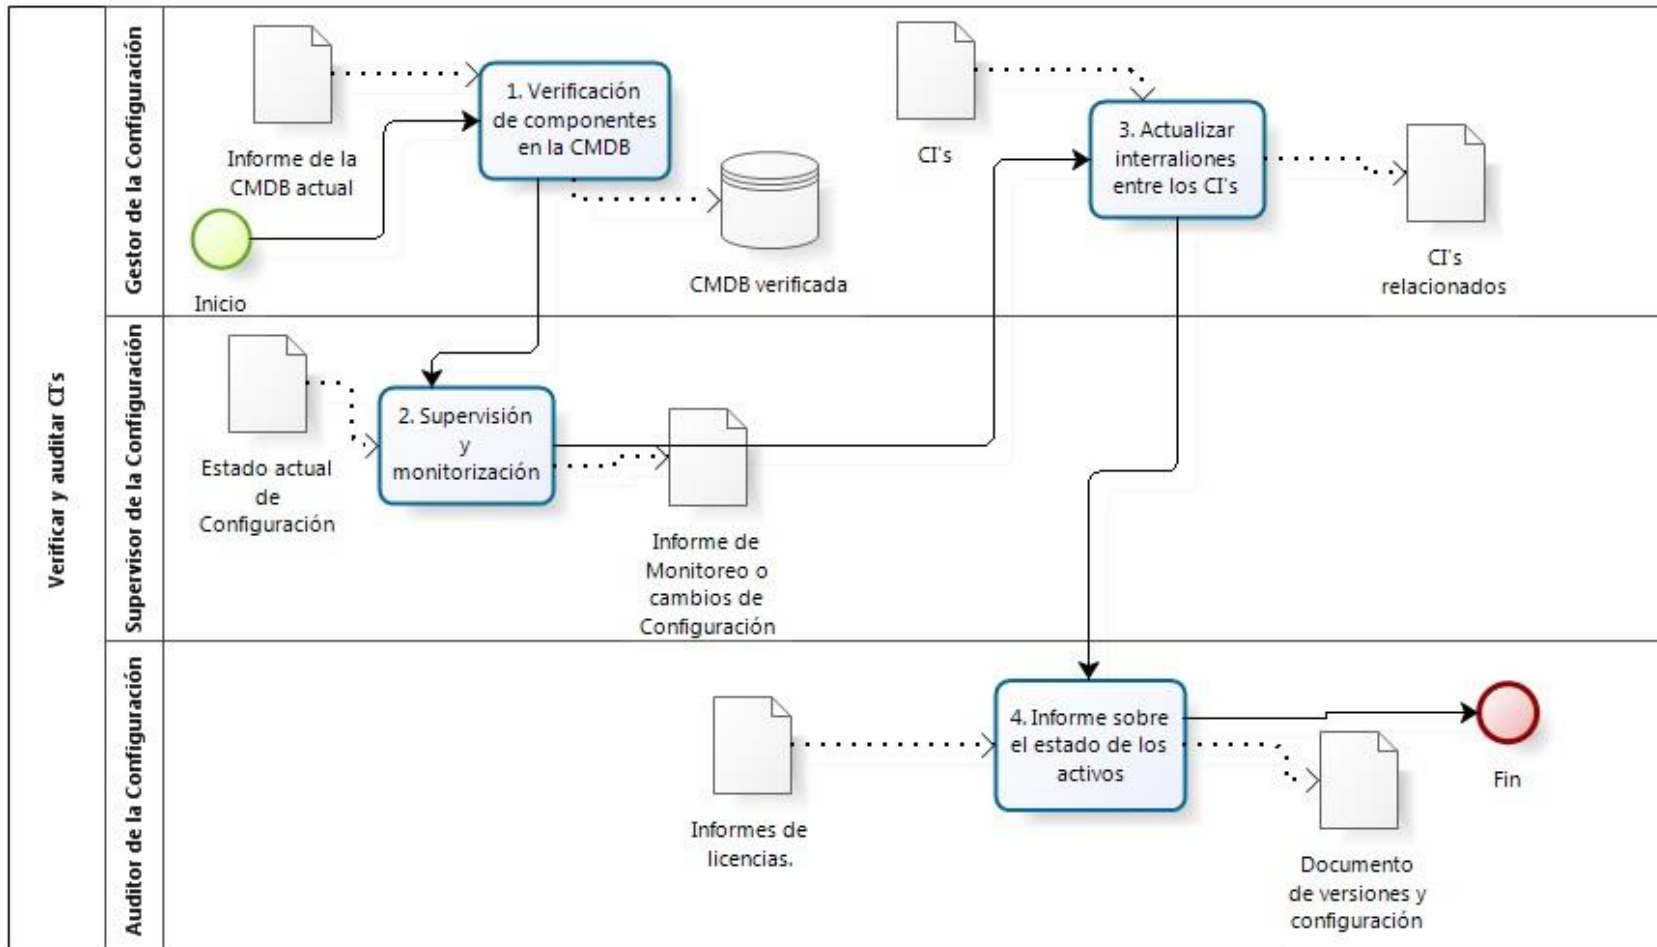 Verificar y auditar CI's
Gestor de la Configuración
Informe de la
CMDB actual
Inicio
1. Verificación
de componentes
en la CMDB
CMDB verificada
CI's
3. Actualizar
interraliones
entre los CI's
CI's
relacionados
Supervisor de la Configuración
Estado actual
de
Configuración
2. Supervisión
y
monitorización
Informe de
Monitoreo o
cambios de
Configuración
Auditor de la Configuración
Informes de
licencias.
4. Informe sobre
el estado de los
activos
Documento
de versiones y
configuración
Fin